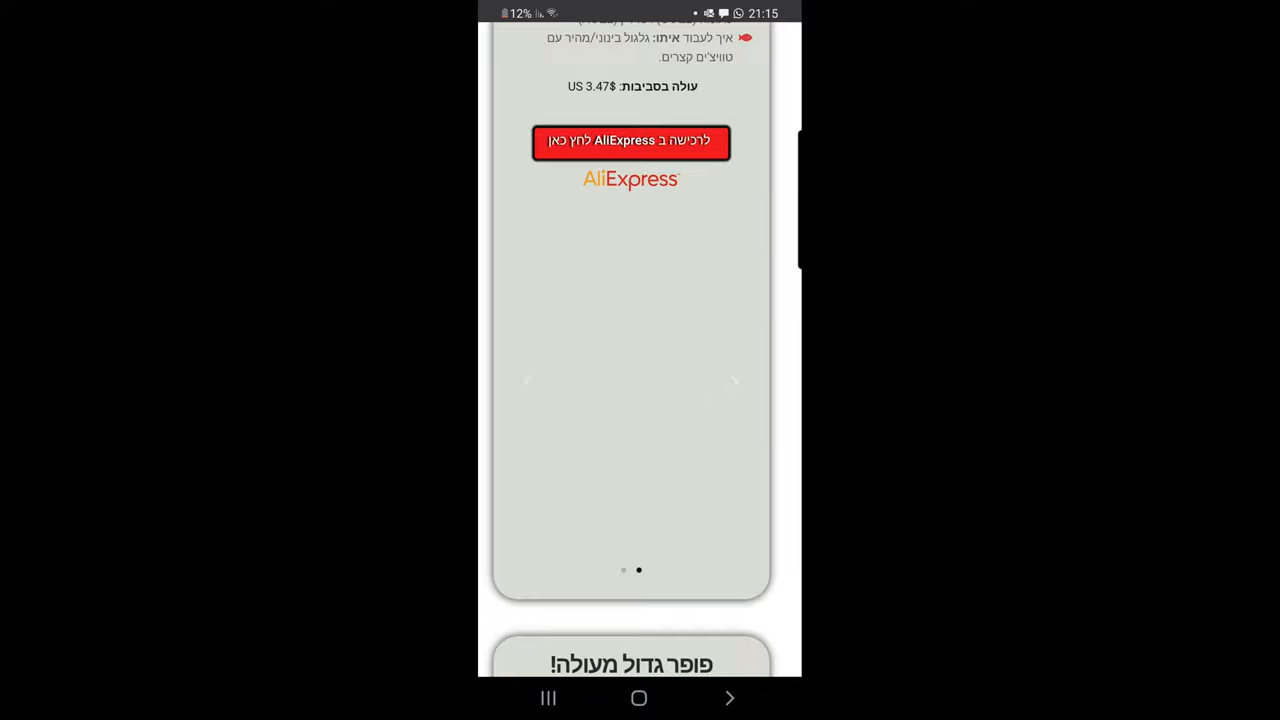 12%
21:15
איך לעבוד איתו: גלגול בינוני/מהיר עם
טוויצ'ים קצרים.
עולה בסביבות: US 3.47$
לרכישה ב AliExpress לחץ כאן
AliExpress
פופר גדול מעולה!